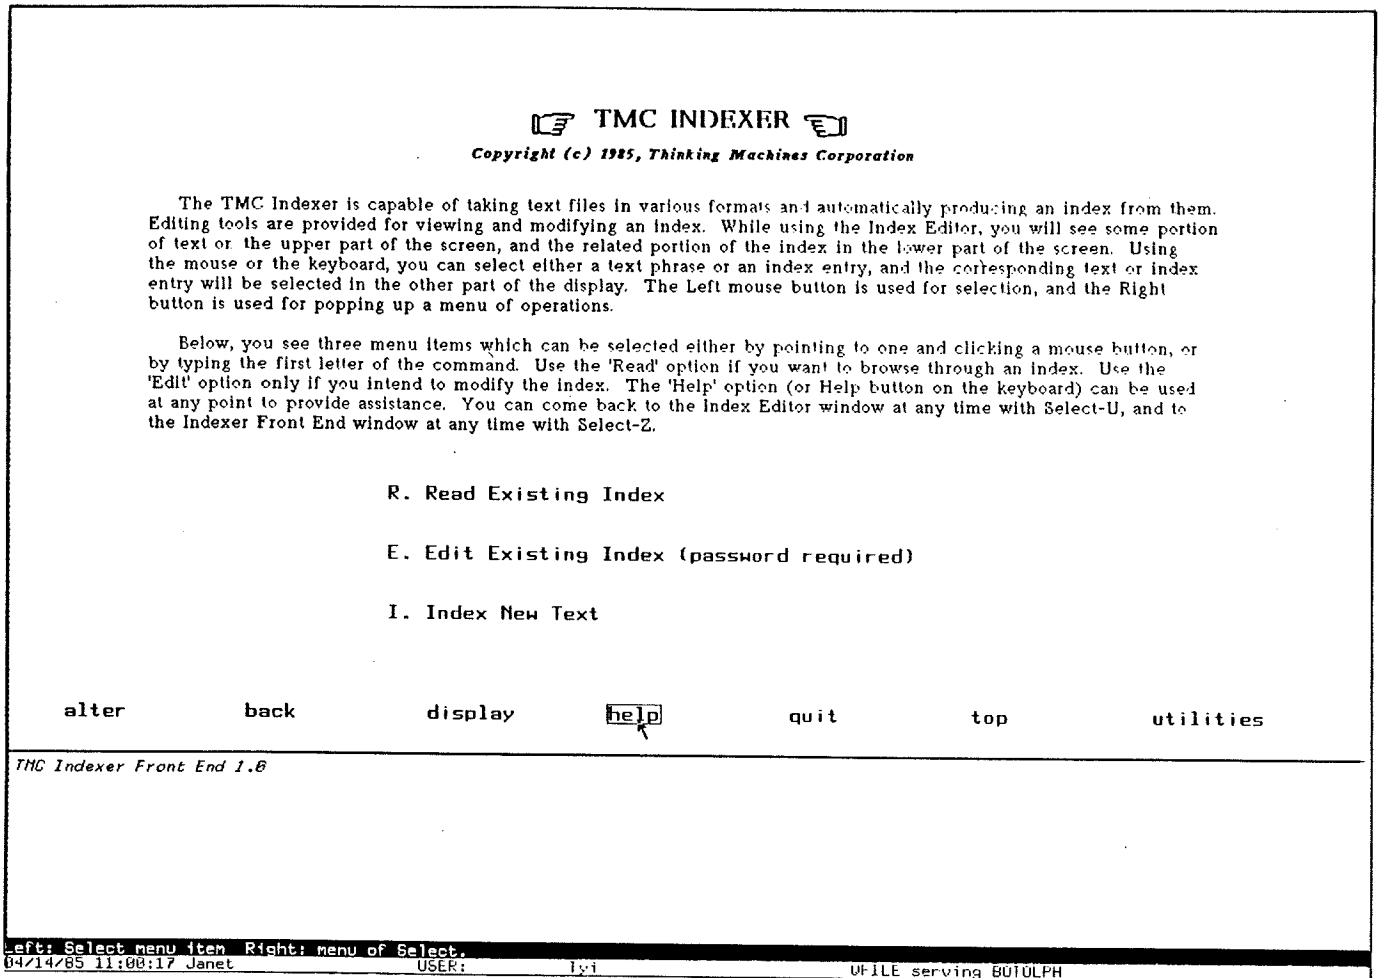 TMC INDEXER
Copyright (c) 1985, Thinking Machines Corporation
The TMC Indexer is capable of taking text files in various formats and automatically producing an index from them.
Editing tools are provided for viewing and modifying an index. While using the Index Editor, you will see some portion
of text on the upper part of the screen, and the related portion of the index in the lower part of the screen. Using
the mouse or the keyboard, you can select either a text phrase or an index entry, and the corresponding text or index
entry will be selected in the other part of the display. The Left mouse button is used for selection, and the Right
button is used for popping up a menu of operations.
Below, you see three menu items which can be selected either by pointing to one and clicking a mouse button, or
by typing the first letter of the command. Use the 'Read' option if you want to browse through an index. Use the
'Edit' option only if you intend to modify the index. The 'Help' option (or Help button on the keyboard) can be used
at any point to provide assistance. You can come back to the Index Editor window at any time with Select-U, and to
the Indexer Front End window at any time with Select-Z.
R. Read Existing Index
E. Edit Existing Index (password required)
I. Index New Text
alter back display help quit top utilities
TMC Indexer Front End 1.0
Left: Select menu item Right: menu of Select.
04/14/85 11:00:17 Janet USER: Tyi serving BOTOLPH